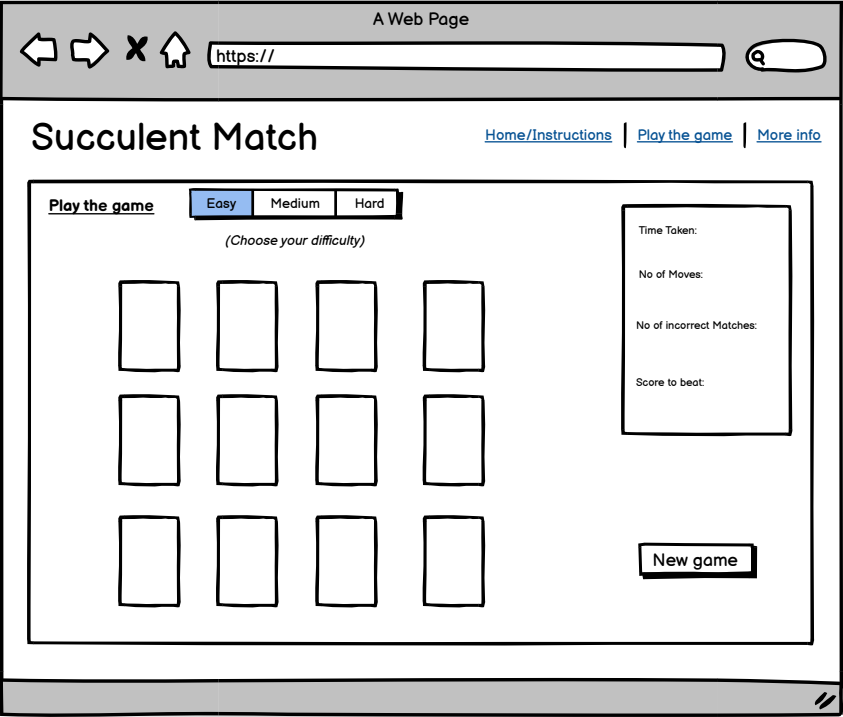 A Web Page
https://
Succulent Match
Home/Instructions | Play the game | More info
Play the game
Easy Medium Hard
(Choose your difficulty)
Time Taken:
No of Moves:
No of incorrect Matches:
Score to beat:
New game